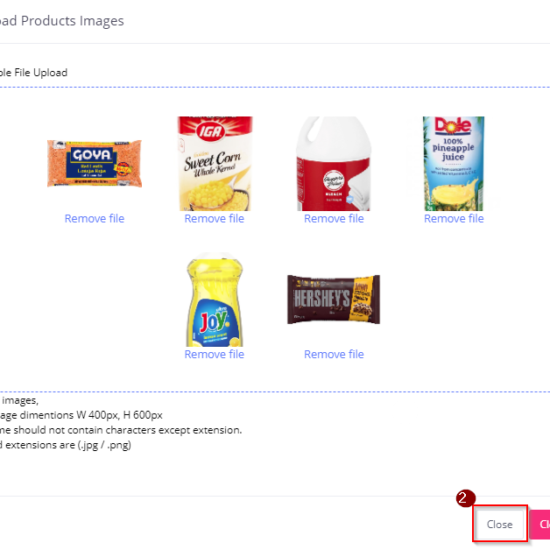 oad Products Images
ple File Upload
GOYA
IGA
Sweet Corn
Whole Kernel
Dole
100%
pineapple
juice
Remove file
Remove file
Remove file
Remove file
Joy
HERSHEY'S
Remove file
Remove file
images,
age dimentions W 400px, H 600px
me should not contain characters except extension.
d extensions are (.jpg / .png)
2
Close
Cl